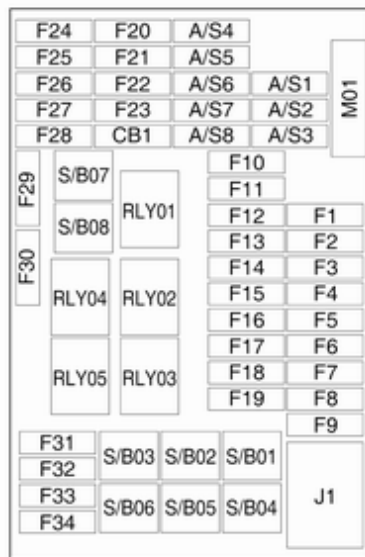 F24 F20 A/S4
F25 F21 A/S5
F26 F22 A/S6 A/S1
F27 F23 A/S7 A/S2
F28 CB1 A/S8 A/S3
M01
F29
S/B07
RLY01
F10
F11
S/B08
F12 F1
F30
F13 F2
RLY04 RLY02
F14 F3
F15 F4
F16 F5
RLY05 RLY03
F17 F6
F18 F7
F19 F8
F9
F31
S/B03 S/B02 S/B01
F32
J1
F33
S/B06 S/B05 S/B04
F34